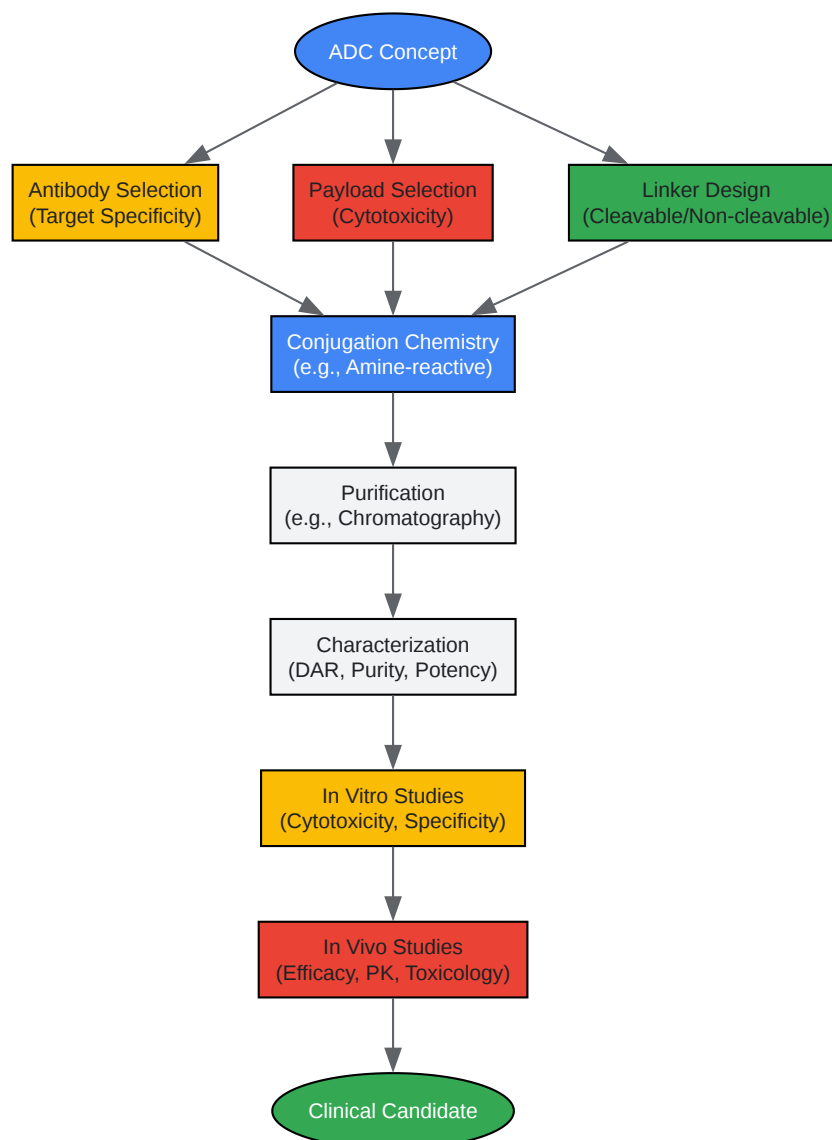 ADC Concept
Antibody Selection
(Target Specificity)
Payload Selection
(Cytotoxicity)
Linker Design
(Cleavable/Non-cleavable)
Conjugation Chemistry
(e.g., Amine-reactive)
Purification
(e.g., Chromatography)
Characterization
(DAR, Purity, Potency)
In Vitro Studies
(Cytotoxicity, Specificity)
In Vivo Studies
(Efficacy, PK, Toxicology)
Clinical Candidate